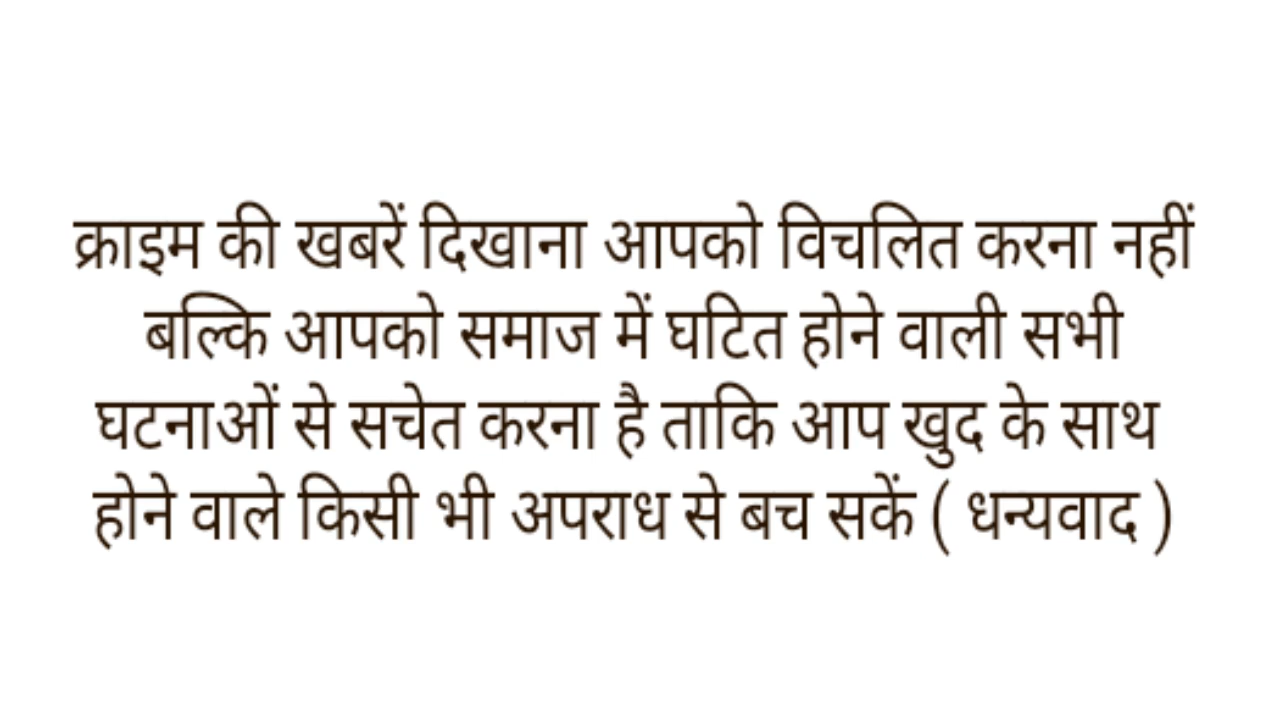 क्राइम की खबरें दिखाना आपको विचलित करना नहीं
बल्कि आपको समाज में घटित होने वाली सभी
घटनाओं से सचेत करना है ताकि आप खुद के साथ
होने वाले किसी भी अपराध से बच सकें ( धन्यवाद )